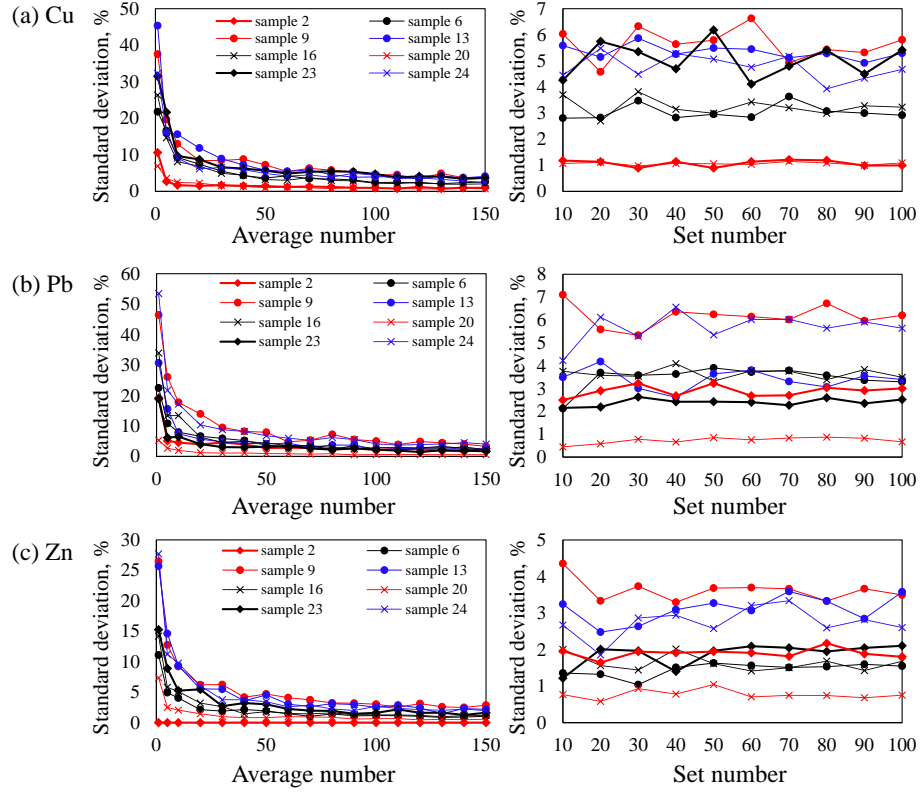 (a) Cu
Standard deviation, %
50
40
30
20
10
0
0 50 100 150
Average number
sample 2 sample 6
sample 9 sample 13
sample 16 sample 20
sample 23 sample 24
Standard deviation, %
7
6
5
4
3
2
1
0
10 20 30 40 50 60 70 80 90 100
Set number
(b) Pb
Standard deviation, %
60
50
40
30
20
10
0
0 50 100 150
Average number
sample 2 sample 6
sample 9 sample 13
sample 16 sample 20
sample 23 sample 24
Standard deviation, %
8
7
6
5
4
3
2
1
0
10 20 30 40 50 60 70 80 90 100
Set number
(c) Zn
Standard deviation, %
30
25
20
15
10
5
0
0 50 100 150
Average number
sample 2 sample 6
sample 9 sample 13
sample 16 sample 20
sample 23 sample 24
Standard deviation, %
5
4
3
2
1
0
10 20 30 40 50 60 70 80 90 100
Set number